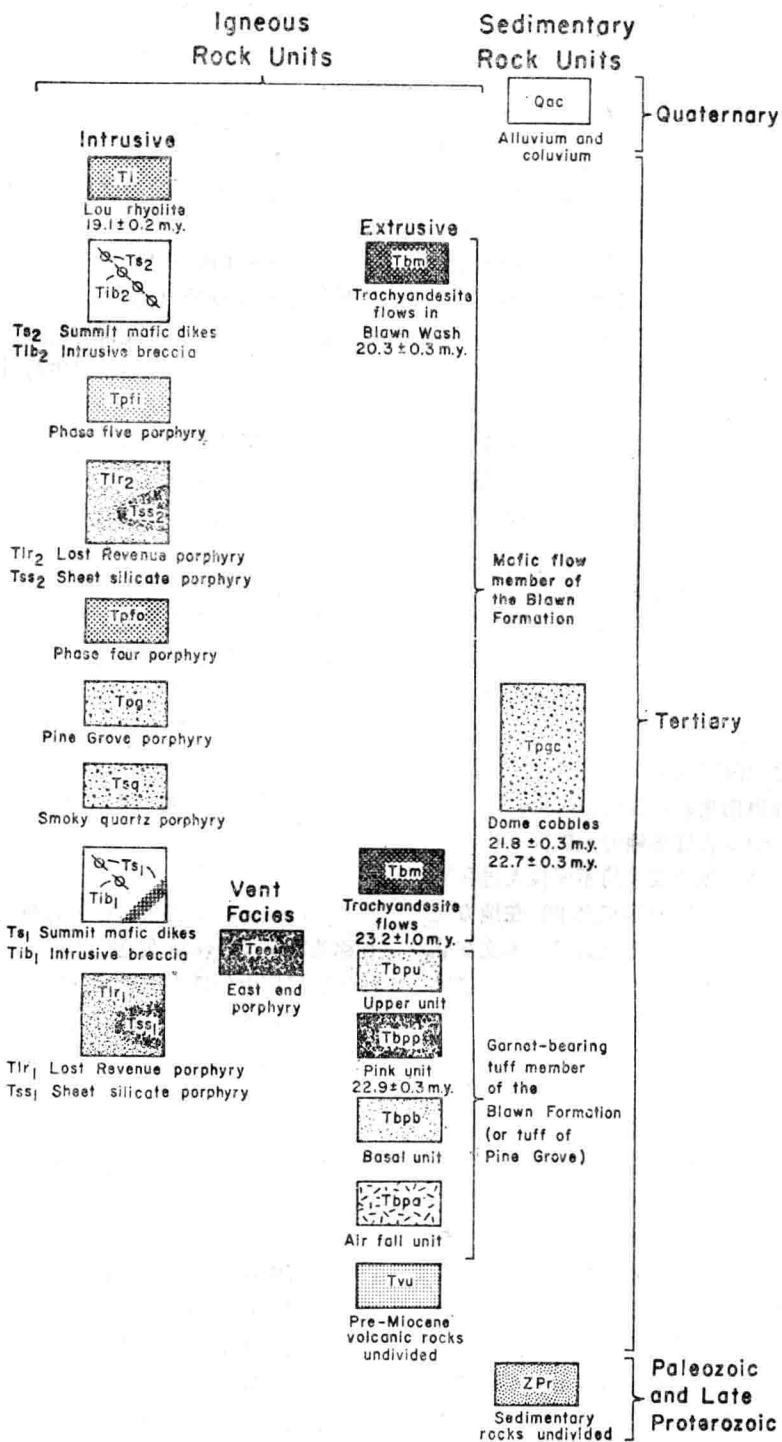 Igneous
Rock Units
Sedimentary
Rock Units
Qac
Alluvium and
coluvium
Quaternary
Intrusive
Tl
Lou rhyolite
19.1 ± 0.2 m.y.
Ts2
Tib2
Ts2 Summit mafic dikes
Tib2 Intrusive breccia
Tpfi
Phase five porphyry
Tlr2
Tss2
Tlr2 Lost Revenue porphyry
Tss2 Sheet silicate porphyry
Tpfo
Phase four porphyry
Tpg
Pine Grove porphyry
Tsq
Smoky quartz porphyry
Ts1
Tib1
Ts1 Summit mafic dikes
Tib1 Intrusive breccia
Tlr1
Tss1
Tlr1 Lost Revenue porphyry
Tss1 Sheet silicate porphyry
Vent
Facies
East end
porphyry
Extrusive
Tbm
Trachyandesite
flows in
Blawn Wash
20.3 ± 0.3 m.y.
Tbm
Trachyandesite
flows
23.2 ± 1.0 m.y.
Tbpu
Upper unit
Tbpp
Pink unit
22.9 ± 0.3 m.y.
Tbpb
Basal unit
Tbpa
Air fall unit
Tvu
Pre-Miocene
volcanic rocks
undivided
Mafic flow
member of
the Blawn
Formation
Tpgc
Dome cobbles
21.8 ± 0.3 m.y.
22.7 ± 0.3 m.y.
Garnet-bearing
tuff member
of the
Blawn Formation
(or tuff of
Pine Grove)
Tertiary
ZPr
Sedimentary
rocks undivided
Paleozoic
and Late
Proterozoic